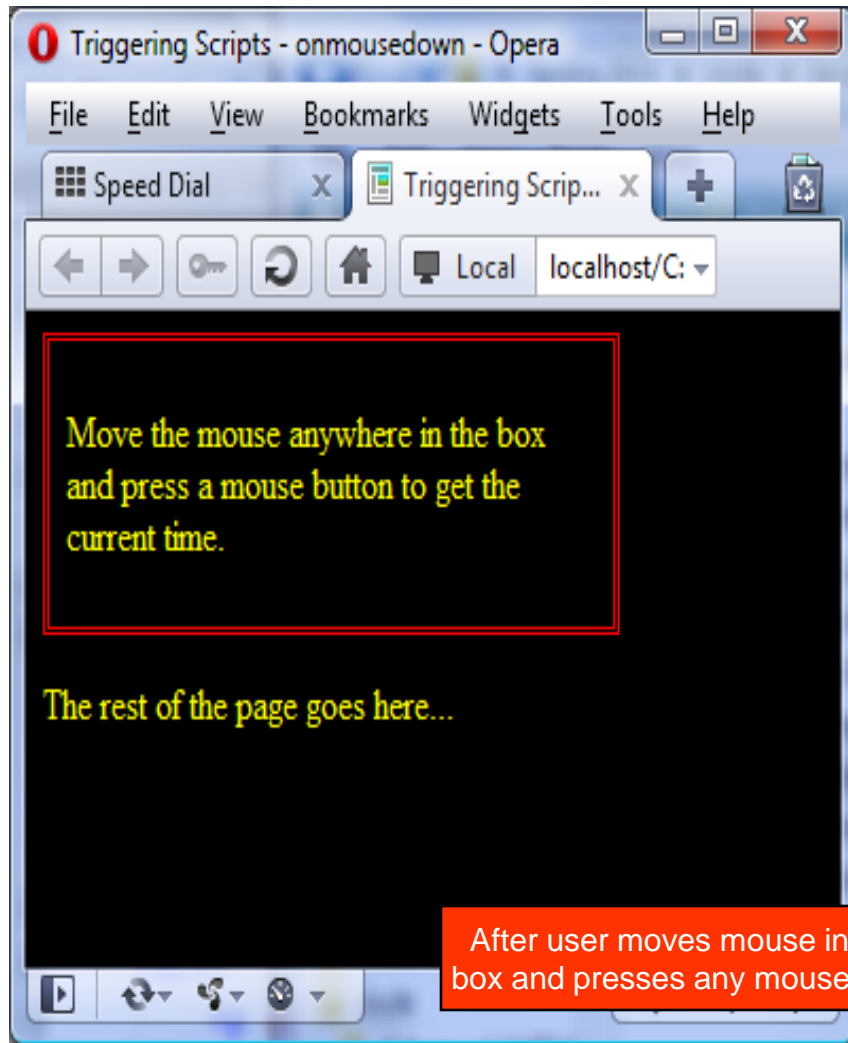 Triggering Scripts - onmousedown - Opera
File Edit View Bookmarks Widgets Tools Help
Speed Dial x Triggering Scrip... x
Local localhost/C:
Move the mouse anywhere in the box
and press a mouse button to get the
current time.
The rest of the page goes here...
After user moves mouse in
box and presses any mouse